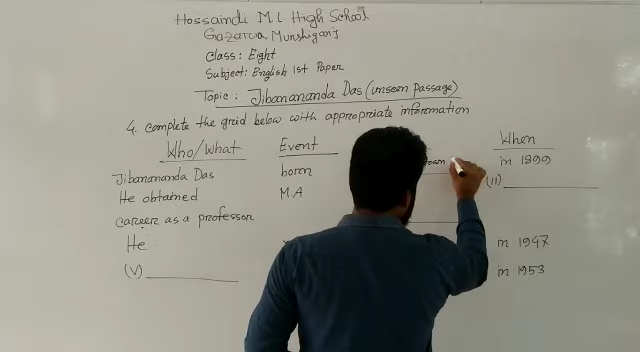 Hossaindi M.L High School
Gazaria Munshiganj
Class: Eight
Subject: English 1st Paper
Topic: Jibanananda Das (unseen passage)
4. Complete the grid below with appropriate information
Who/What Event When
Jibanananda Das born in 1899
He obtained M.A (II)
career as a professor
He in 1947
(V) in 1953